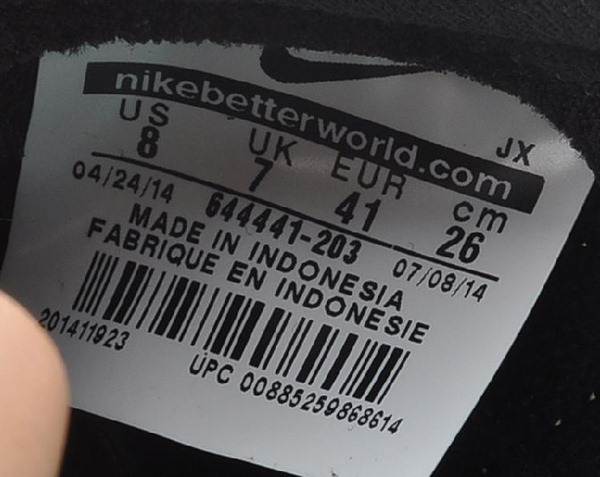 nikebetterworld.com
JX
US UK EUR cm
8 7 41 26
04/24/14 644441-203 07/08/14
MADE IN INDONESIA
FABRIQUE EN INDONESIE
201411923
UPC 00885259868614